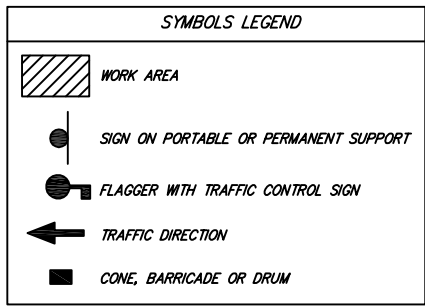 SYMBOLS LEGEND
WORK AREA
SIGN ON PORTABLE OR PERMANENT SUPPORT
FLAGGER WITH TRAFFIC CONTROL SIGN
TRAFFIC DIRECTION
CONE, BARRICADE OR DRUM